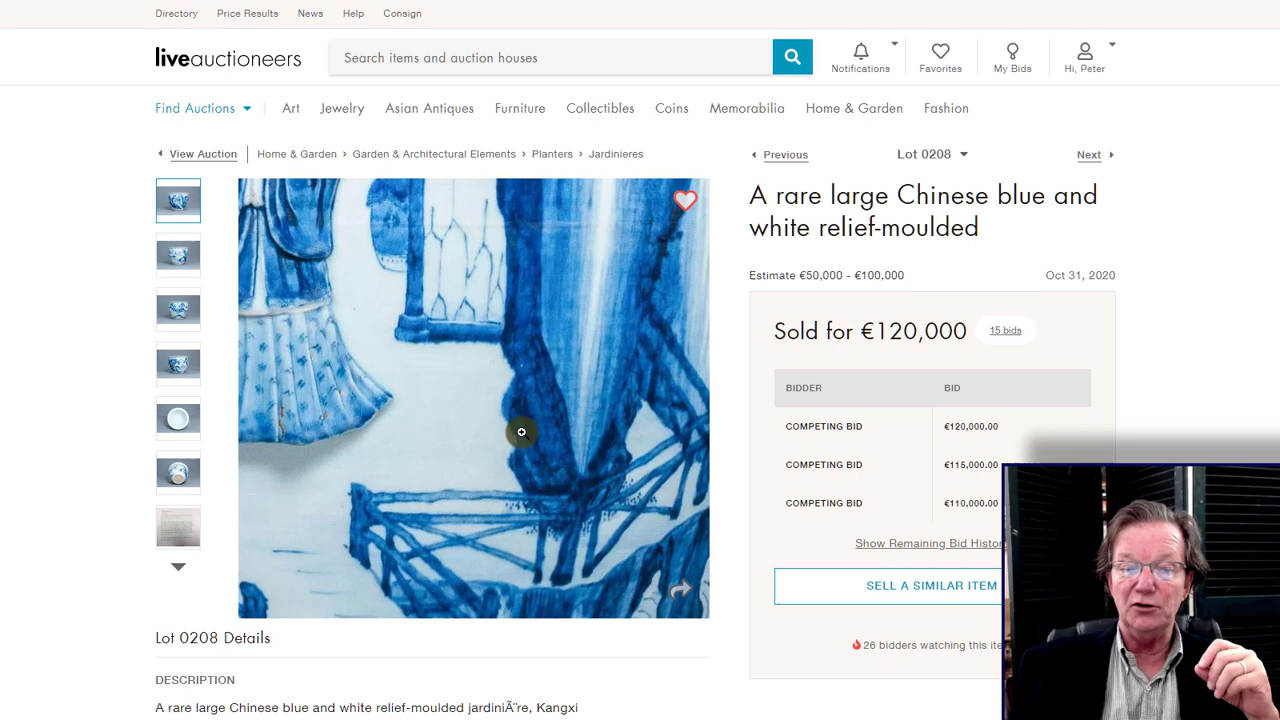 Directory Price Results News Help Consign
liveauctioneers
Search items and auction houses
Notifications Favorites My Bids Hi, Peter
Find Auctions Art Jewelry Asian Antiques Furniture Collectibles Coins Memorabilia Home & Garden Fashion
View Auction Home & Garden › Garden & Architectural Elements › Planters › Jardinieres
Previous Lot 0208 Next
A rare large Chinese blue and
white relief-moulded
Estimate €50,000 - €100,000 Oct 31, 2020
Sold for €120,000 15 bids
BIDDER BID
COMPETING BID €120,000.00
COMPETING BID €115,000.00
COMPETING BID €110,000.00
Show Remaining Bid Histor
SELL A SIMILAR ITEM
26 bidders watching this ite
Lot 0208 Details
DESCRIPTION
A rare large Chinese blue and white relief-moulded jardiniÃ¨re, Kangxi